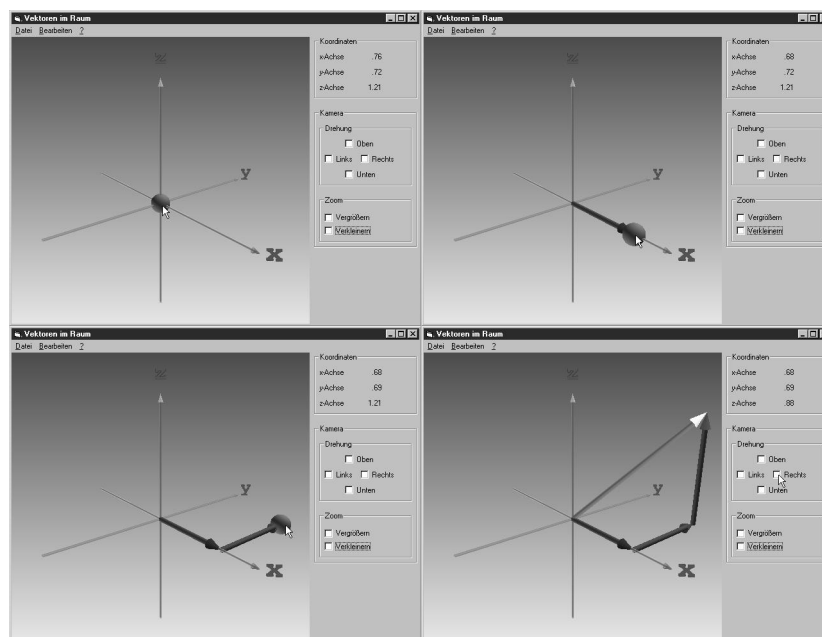 Vektoren im Raum
Datei Bearbeiten ?
Z
Y
X
Koordinaten
x-Achse .76
y-Achse .72
z-Achse 1.21
Kamera
Drehung
Oben
Links Rechts
Unten
Zoom
Vergrößern
Verkleinern
Vektoren im Raum
Datei Bearbeiten ?
Z
Y
X
Koordinaten
x-Achse .68
y-Achse .72
z-Achse 1.21
Kamera
Drehung
Oben
Links Rechts
Unten
Zoom
Vergrößern
Verkleinern
Vektoren im Raum
Datei Bearbeiten ?
Z
Y
X
Koordinaten
x-Achse .68
y-Achse .69
z-Achse 1.21
Kamera
Drehung
Oben
Links Rechts
Unten
Zoom
Vergrößern
Verkleinern
Vektoren im Raum
Datei Bearbeiten ?
Z
Y
X
Koordinaten
x-Achse .68
y-Achse .69
z-Achse .88
Kamera
Drehung
Oben
Links Rechts
Unten
Zoom
Vergrößern
Verkleinern